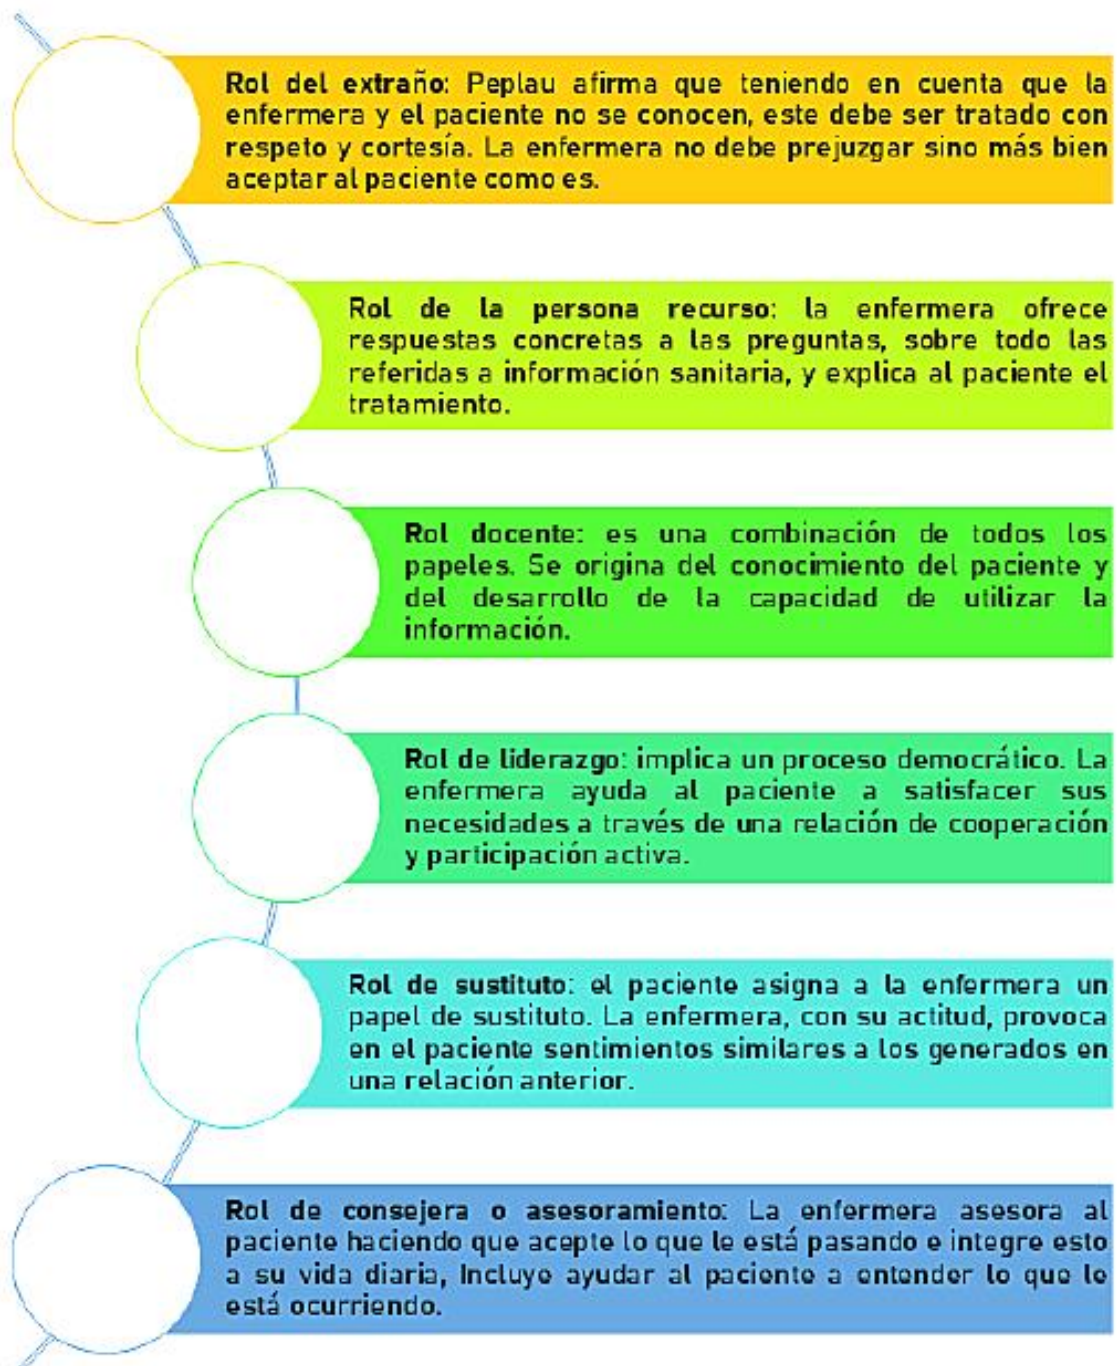 Rol del extraño: Peplau afirma que teniendo en cuenta que la
enfermera y el paciente no se conocen, este debe ser tratado con
respeto y cortesía. La enfermera no debe prejuzgar sino más bien
aceptar al paciente como es.
Rol de la persona recurso: la enfermera ofrece
respuestas concretas a las preguntas, sobre todo las
referidas a información sanitaria, y explica al paciente el
tratamiento.
Rol docente: es una combinación de todos los
papeles. Se origina del conocimiento del paciente y
del desarrollo de la capacidad de utilizar la
información.
Rol de liderazgo: implica un proceso democrático. La
enfermera ayuda al paciente a satisfacer sus
necesidades a través de una relación de cooperación
y participación activa.
Rol de sustituto: el paciente asigna a la enfermera un
papel de sustituto. La enfermera, con su actitud, provoca
en el paciente sentimientos similares a los generados en
una relación anterior.
Rol de consejera o asesoramiento: La enfermera asesora al
paciente haciendo que acepte lo que le está pasando e integre esto
a su vida diaria, Incluye ayudar al paciente a entender lo que le
está ocurriendo.